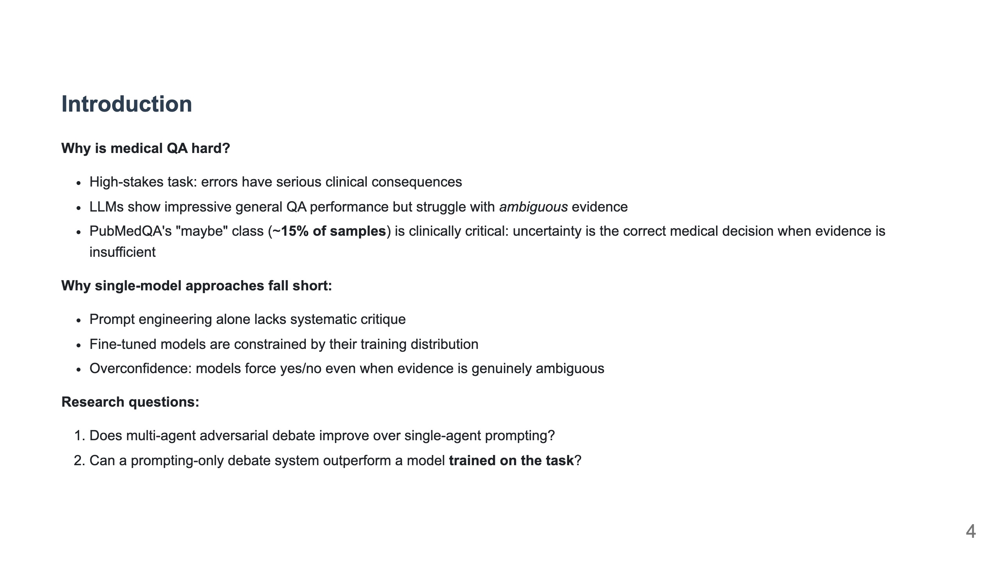 Introduction
Why is medical QA hard?
• High-stakes task: errors have serious clinical consequences
• LLMs show impressive general QA performance but struggle with ambiguous evidence
• PubMedQA's "maybe" class (~15% of samples) is clinically critical: uncertainty is the correct medical decision when evidence is
insufficient
Why single-model approaches fall short:
• Prompt engineering alone lacks systematic critique
• Fine-tuned models are constrained by their training distribution
• Overconfidence: models force yes/no even when evidence is genuinely ambiguous
Research questions:
1. Does multi-agent adversarial debate improve over single-agent prompting?
2. Can a prompting-only debate system outperform a model trained on the task?
4